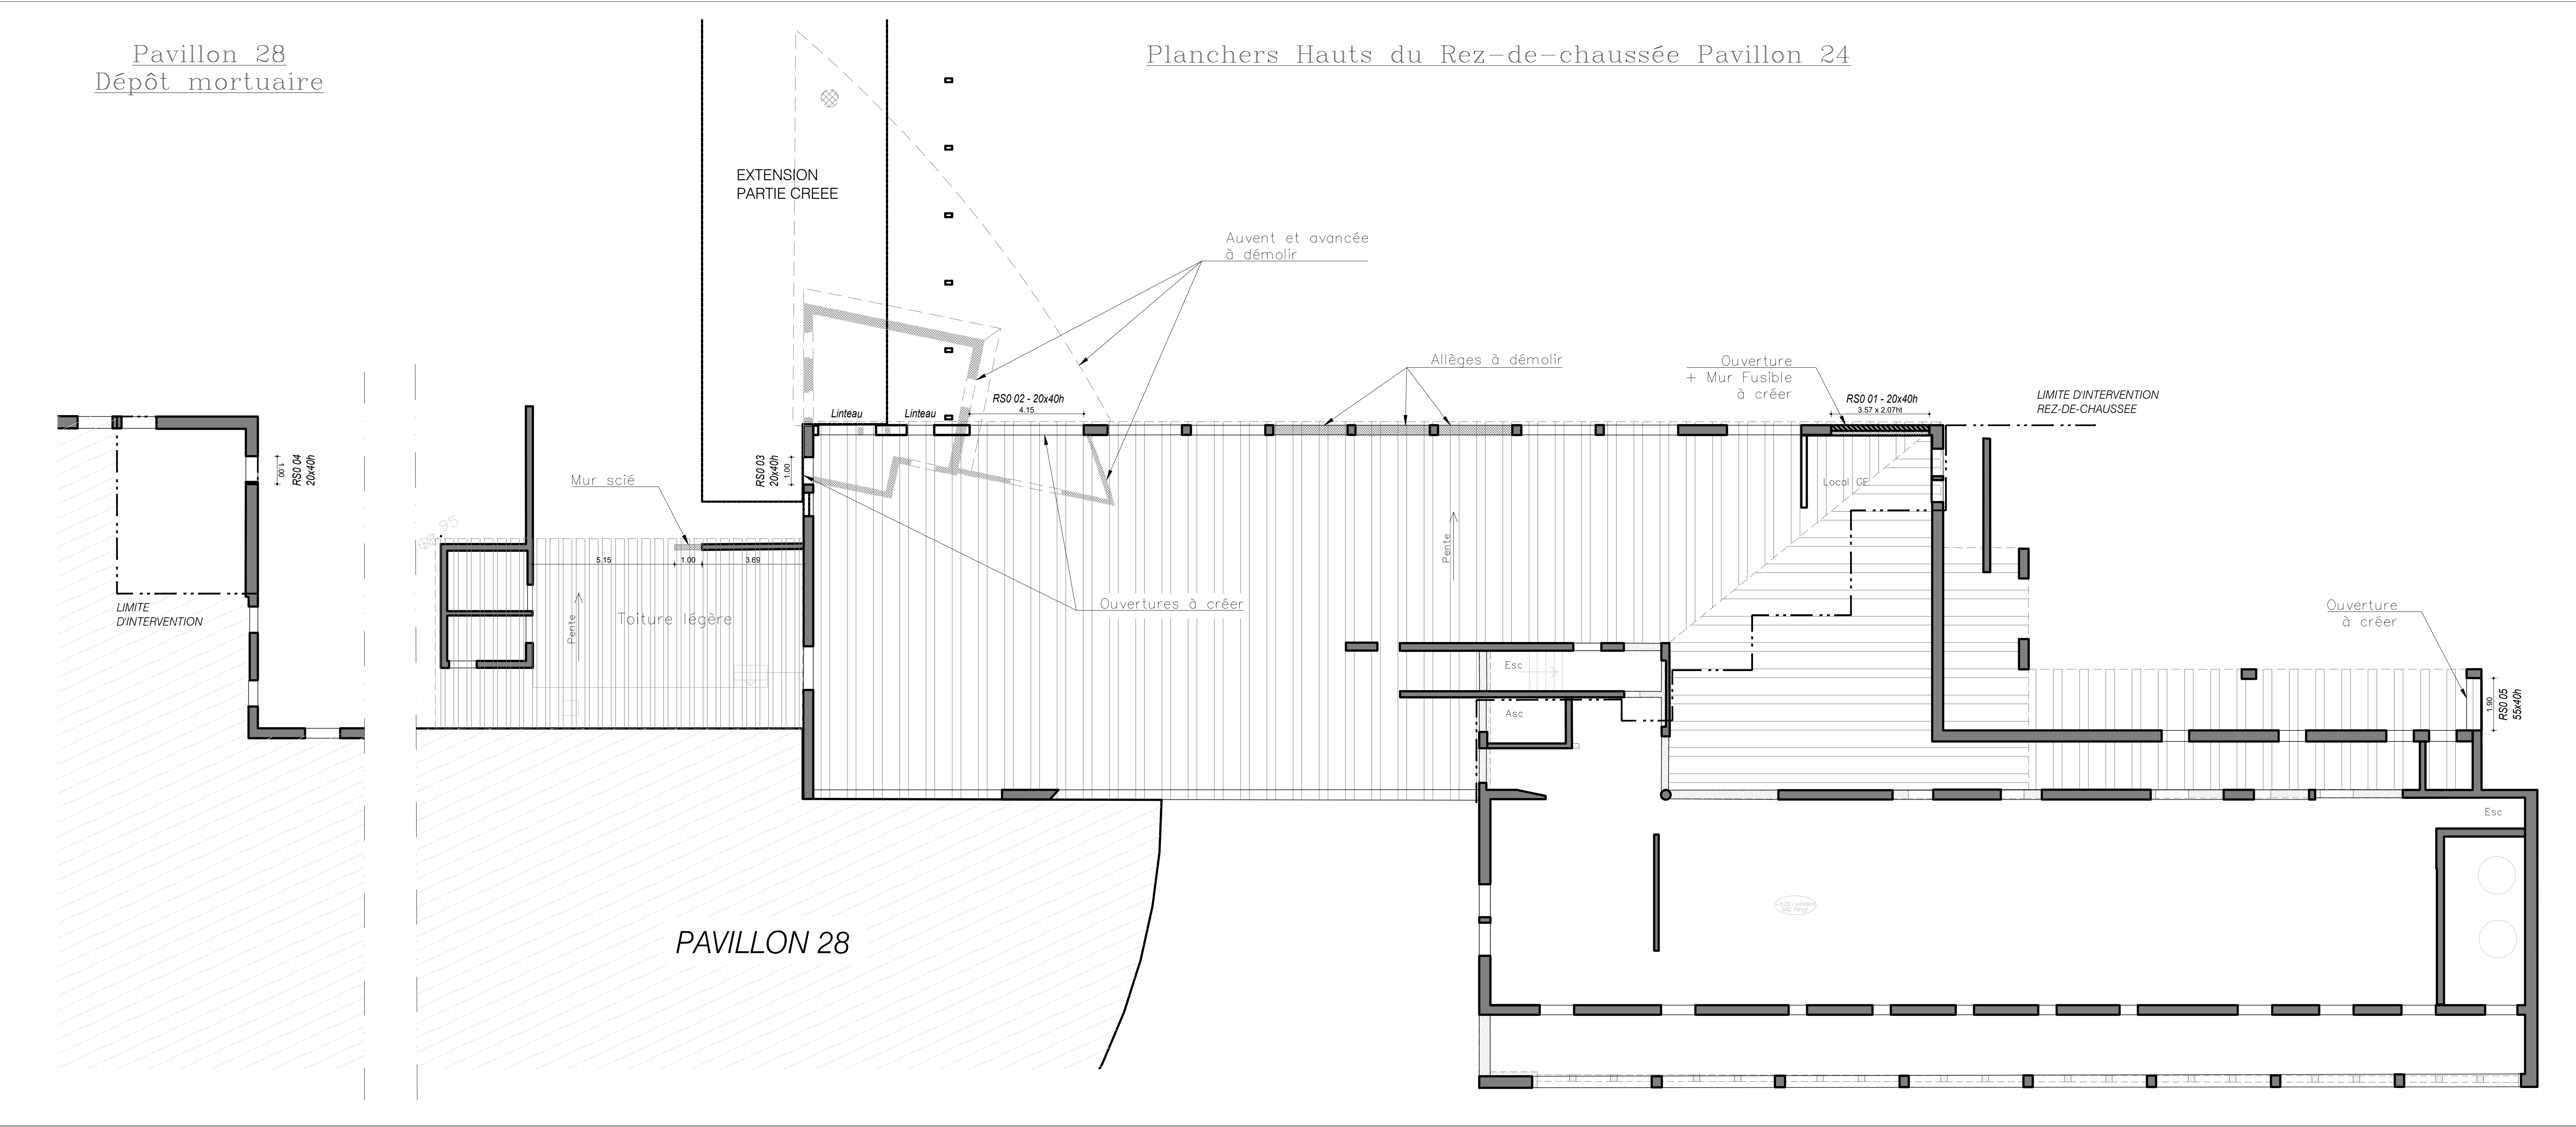 Pavillon 28
Dépôt mortuaire
Planchers Hauts du Rez-de-chaussée Pavillon 24
EXTENSION
PARTIE CREEE
Auvent et avancée
à démolir
Allèges à démolir
Ouverture
+ Mur Fusible
à créer
LIMITE D'INTERVENTION
REZ-DE-CHAUSSEE
RS0 02 - 20x40h
4.15
RS0 01 - 20x40h
3.57 x 2.07ht
Linteau
Linteau
RS0 04
20x40h
1.00
RS0 03
20x40h
1.00
Mur scié
Local GE
5.15
1.00
3.69
Pente
Pente
LIMITE
D'INTERVENTION
Toiture légère
Ouvertures à créer
Ouverture
à créer
Esc
Asc
1.90
RS0 05
55x40h
Esc
PAVILLON 28